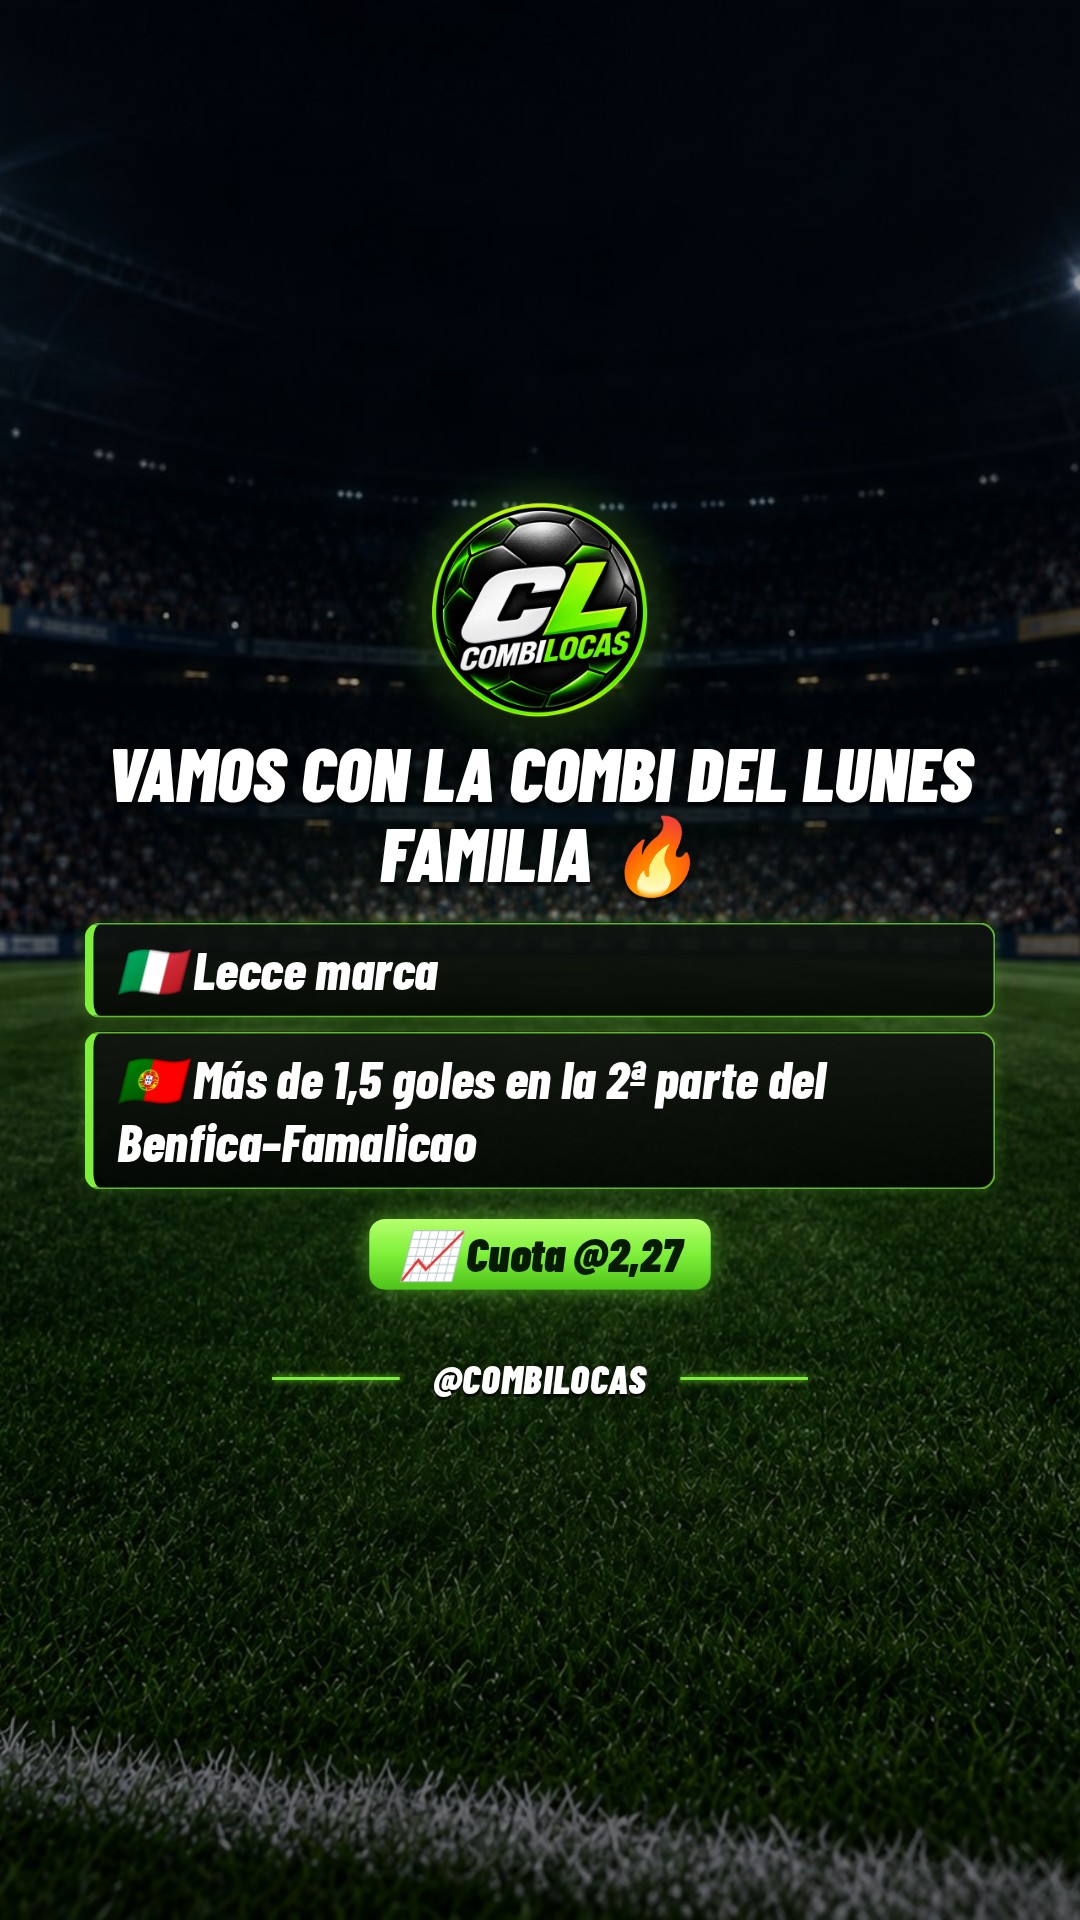 CL
COMBILOCAS
VAMOS CON LA COMBI DEL LUNES
FAMILIA 🔥
🇮🇹 Lecce marca
🇵🇹 Más de 1,5 goles en la 2ª parte del
Benfica-Famalicao
📈 Cuota @2,27
@COMBILOCAS